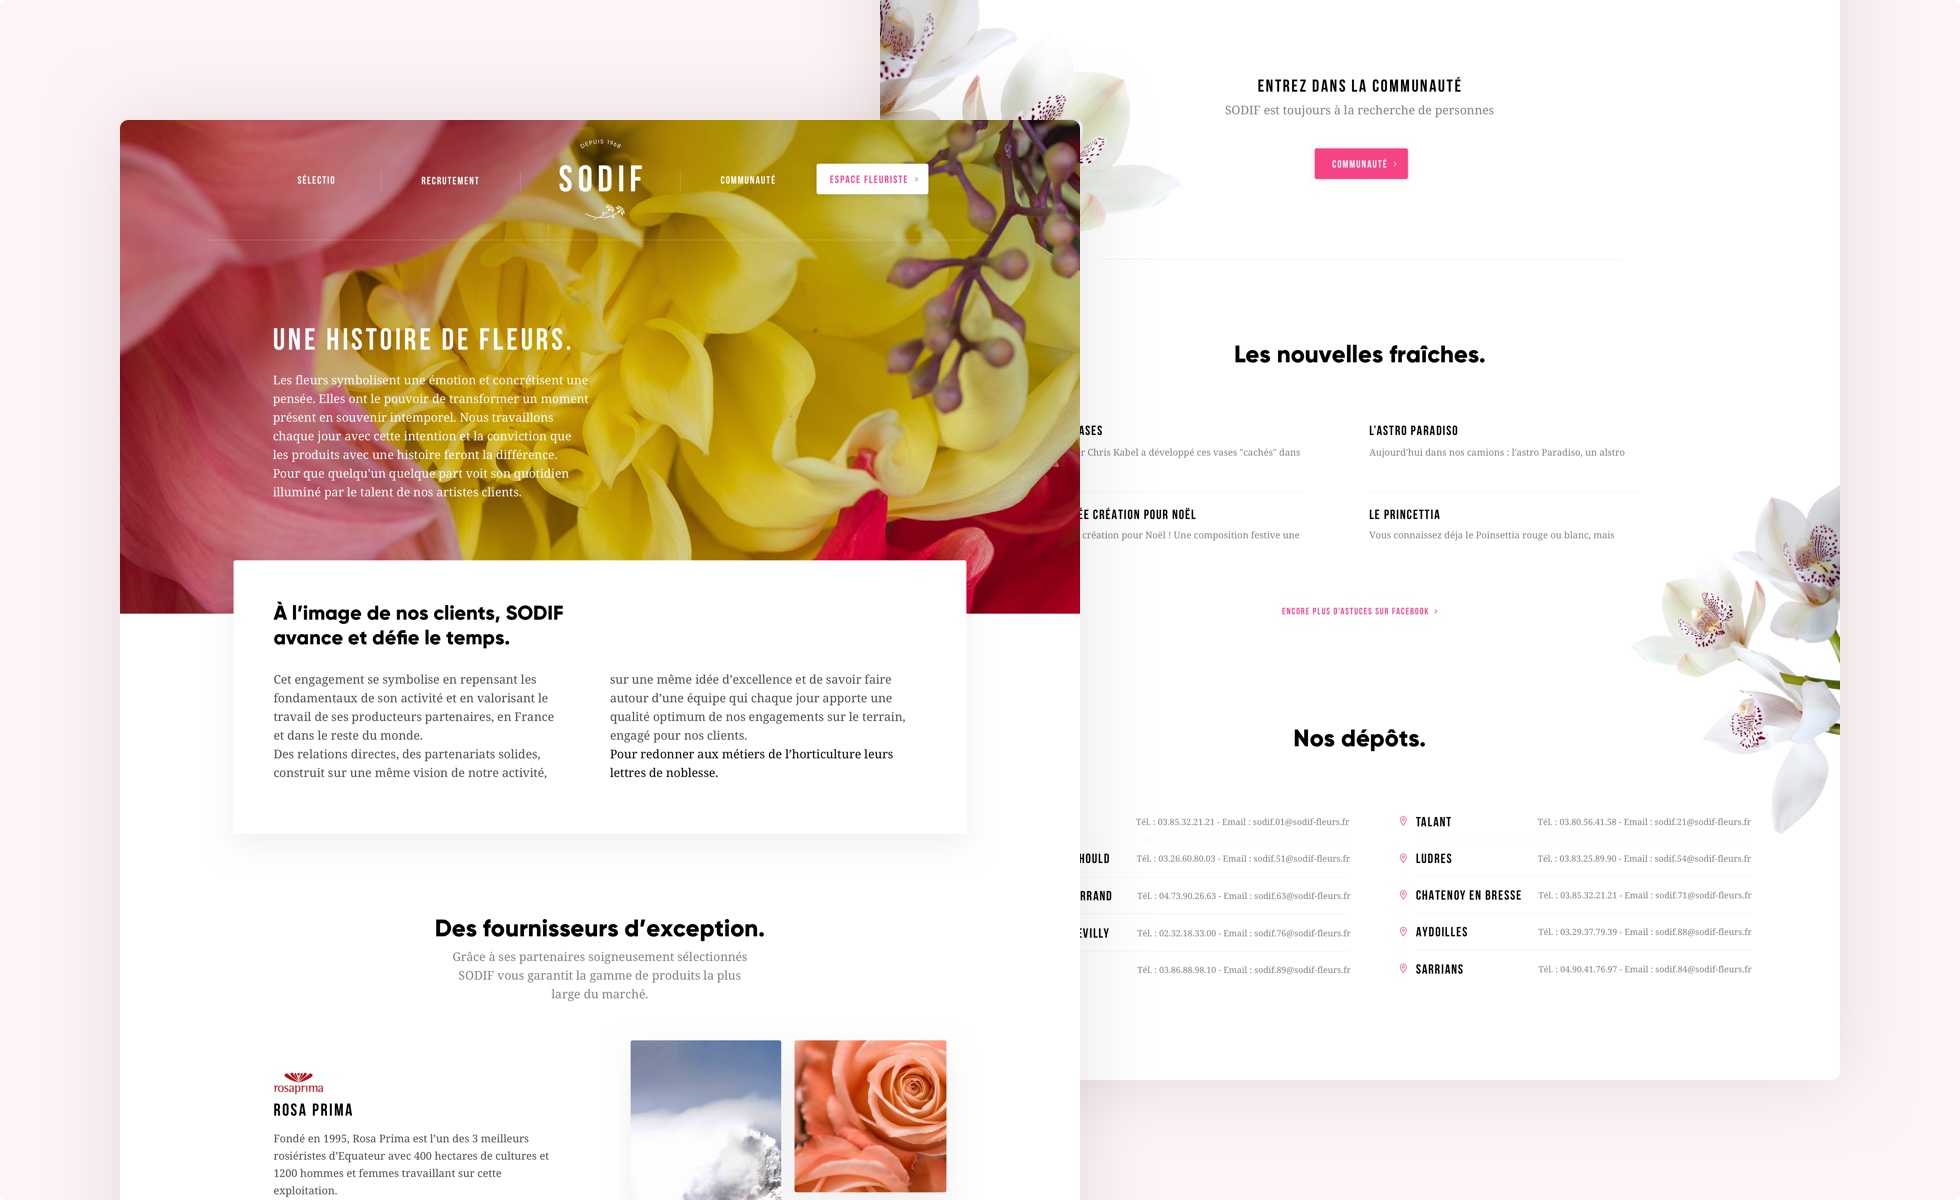 DEPUIS 1968
SÉLECTIO
RECRUTEMENT
SODIF
COMMUNAUTÉ
ESPACE FLEURISTE
UNE HISTOIRE DE FLEURS.
Les fleurs symbolisent une émotion et concrétisent une
pensée. Elles ont le pouvoir de transformer un moment
présent en souvenir intemporel. Nous travaillons
chaque jour avec cette intention et la conviction que
les produits avec une histoire feront la différence.
Pour que quelqu'un quelque part voit son quotidien
illuminé par le talent de nos artistes clients.
À l’image de nos clients, SODIF
avance et défie le temps.
Cet engagement se symbolise en repensant les
fondamentaux de son activité et en valorisant le
travail de ses producteurs partenaires, en France
et dans le reste du monde.
Des relations directes, des partenariats solides,
construit sur une même vision de notre activité,
sur une même idée d’excellence et de savoir faire
autour d’une équipe qui chaque jour apporte une
qualité optimum de nos engagements sur le terrain,
engagé pour nos clients.
Pour redonner aux métiers de l’horticulture leurs
lettres de noblesse.
Des fournisseurs d’exception.
Grâce à ses partenaires soigneusement sélectionnés
SODIF vous garantit la gamme de produits la plus
large du marché.
rosaprima
ROSA PRIMA
Fondé en 1995, Rosa Prima est l’un des 3 meilleurs
rosiéristes d’Equateur avec 400 hectares de cultures et
1200 hommes et femmes travaillant sur cette
exploitation.
ENTREZ DANS LA COMMUNAUTÉ
SODIF est toujours à la recherche de personnes
COMMUNAUTÉ
Les nouvelles fraîches.
ASES
r Chris Kabel a développé ces vases "cachés" dans
L'ASTRO PARADISO
Aujourd'hui dans nos camions : l'astro Paradiso, un alstro
ÉE CRÉATION POUR NOËL
création pour Noël ! Une composition festive une
LE PRINCETTIA
Vous connaissez déja le Poinsettia rouge ou blanc, mais
ENCORE PLUS D'ASTUCES SUR FACEBOOK
Nos dépôts.
Tél. : 03.85.32.21.21 - Email : sodif.01@sodif-fleurs.fr
HOULD Tél. : 03.26.60.80.03 - Email : sodif.51@sodif-fleurs.fr
RRAND Tél. : 04.73.90.26.63 - Email : sodif.63@sodif-fleurs.fr
EVILLY Tél. : 02.32.18.33.00 - Email : sodif.76@sodif-fleurs.fr
Tél. : 03.86.88.98.10 - Email : sodif.89@sodif-fleurs.fr
TALANT Tél. : 03.80.56.41.58 - Email : sodif.21@sodif-fleurs.fr
LUDRES Tél. : 03.83.25.89.90 - Email : sodif.54@sodif-fleurs.fr
CHATENOY EN BRESSE Tél. : 03.85.32.21.21 - Email : sodif.71@sodif-fleurs.fr
AYDOILLES Tél. : 03.29.37.79.39 - Email : sodif.88@sodif-fleurs.fr
SARRIANS Tél. : 04.90.41.76.97 - Email : sodif.84@sodif-fleurs.fr